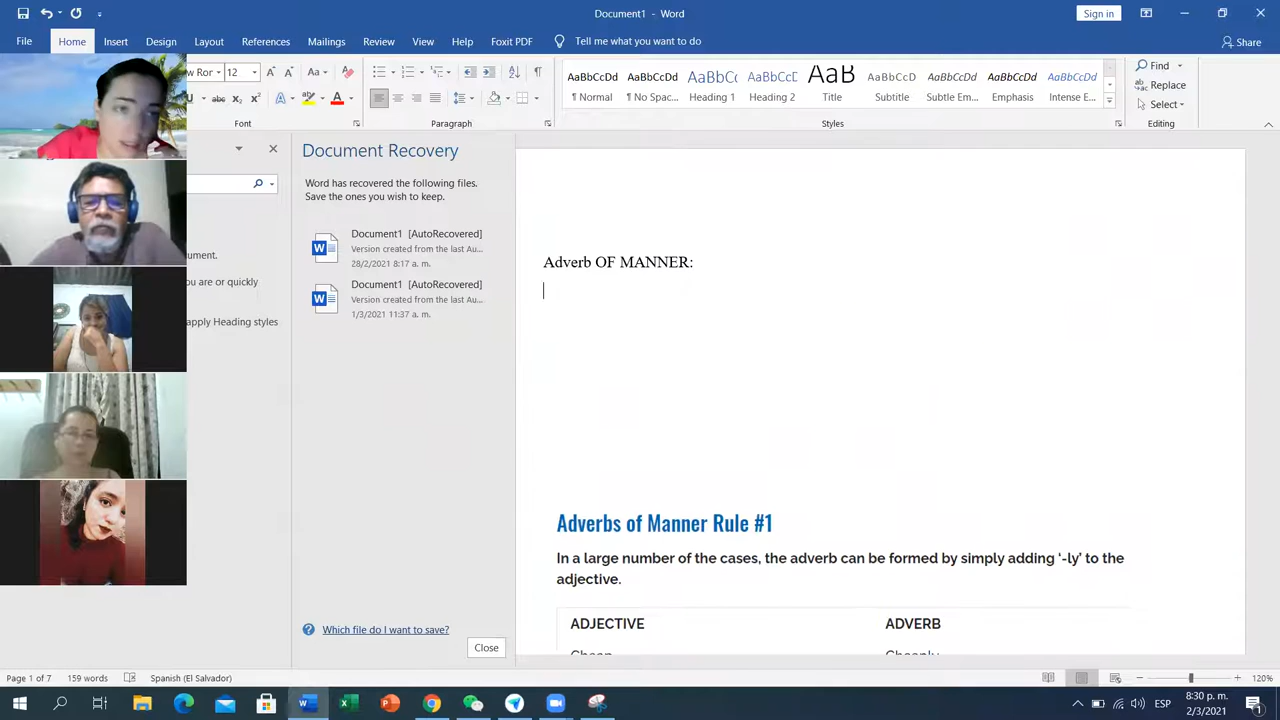 Document1 - Word
Sign in
File Home Insert Design Layout References Mailings Review View Help Foxit PDF Tell me what you want to do
Share
w Ror 12 Aa
AaBbCcDd AaBbCcDd AaBbCc AaBbCcD AaB AaBbCcDd AaBbCcDd AaBbCcDd AaBbCcDd
¶ Normal ¶ No Spac... Heading 1 Heading 2 Title Subtitle Subtle Em... Emphasis Intense E...
Find
Replace
Select
Font Paragraph Styles Editing
Document Recovery
Word has recovered the following files.
Save the ones you wish to keep.
Document1 [AutoRecovered]
Version created from the last Au...
28/2/2021 8:17 a. m.
Document1 [AutoRecovered]
Version created from the last Au...
1/3/2021 11:37 a. m.
ument.
ou are or quickly
apply Heading styles
Which file do I want to save?
Close
Adverb OF MANNER:
Adverbs of Manner Rule #1
In a large number of the cases, the adverb can be formed by simply adding ‘-ly’ to the
adjective.
ADJECTIVE ADVERB
Cheap Cheaply
Page 1 of 7 159 words Spanish (El Salvador)
120%
ESP
8:30 p. m.
2/3/2021